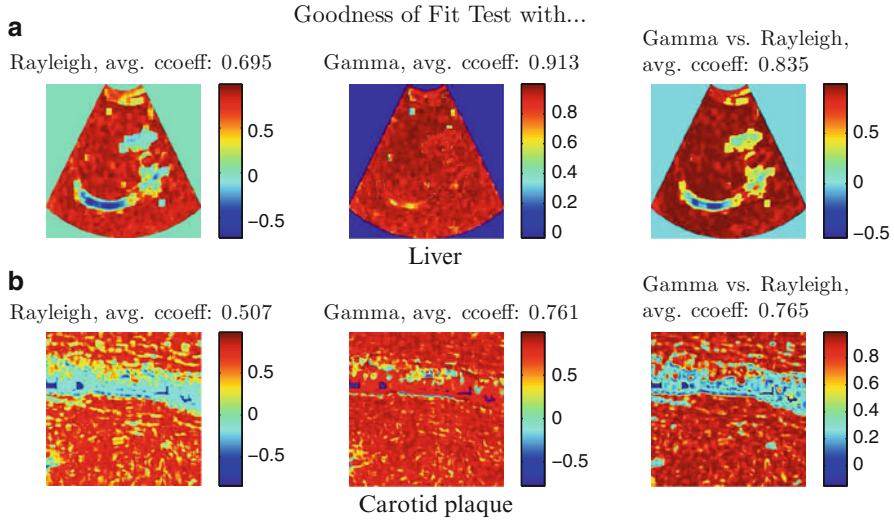 Goodness of Fit Test with...
a
Rayleigh, avg. ccoeff: 0.695
Gamma, avg. ccoeff: 0.913
Gamma vs. Rayleigh,
avg. ccoeff: 0.835
0.5
0
−0.5
0.8
0.6
0.4
0.2
0
0.5
0
−0.5
Liver
b
Rayleigh, avg. ccoeff: 0.507
Gamma, avg. ccoeff: 0.761
Gamma vs. Rayleigh,
avg. ccoeff: 0.765
0.5
0
−0.5
0.5
0
−0.5
0.8
0.6
0.4
0.2
0
Carotid plaque